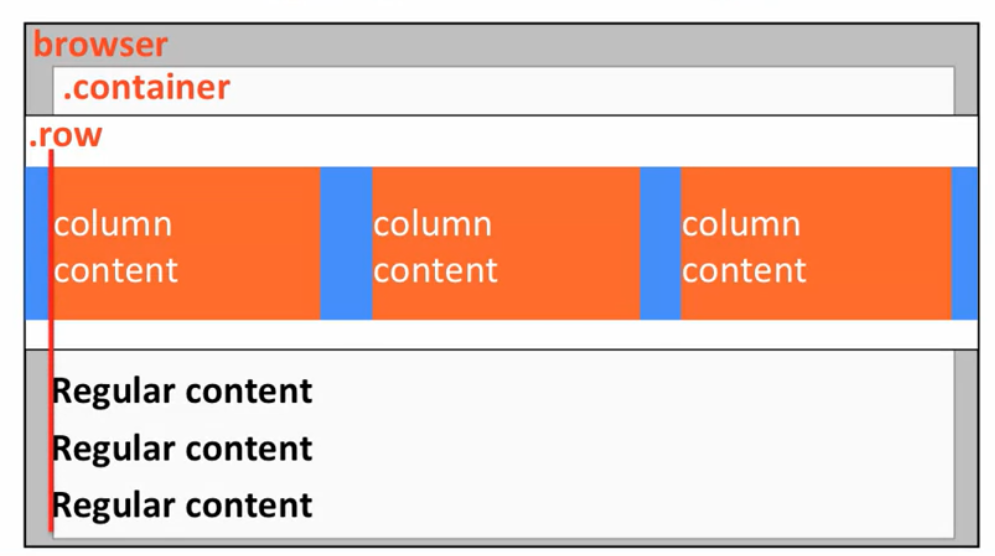 browser
.container
.row
column column column
content content content
Regular content
Regular content
Regular content